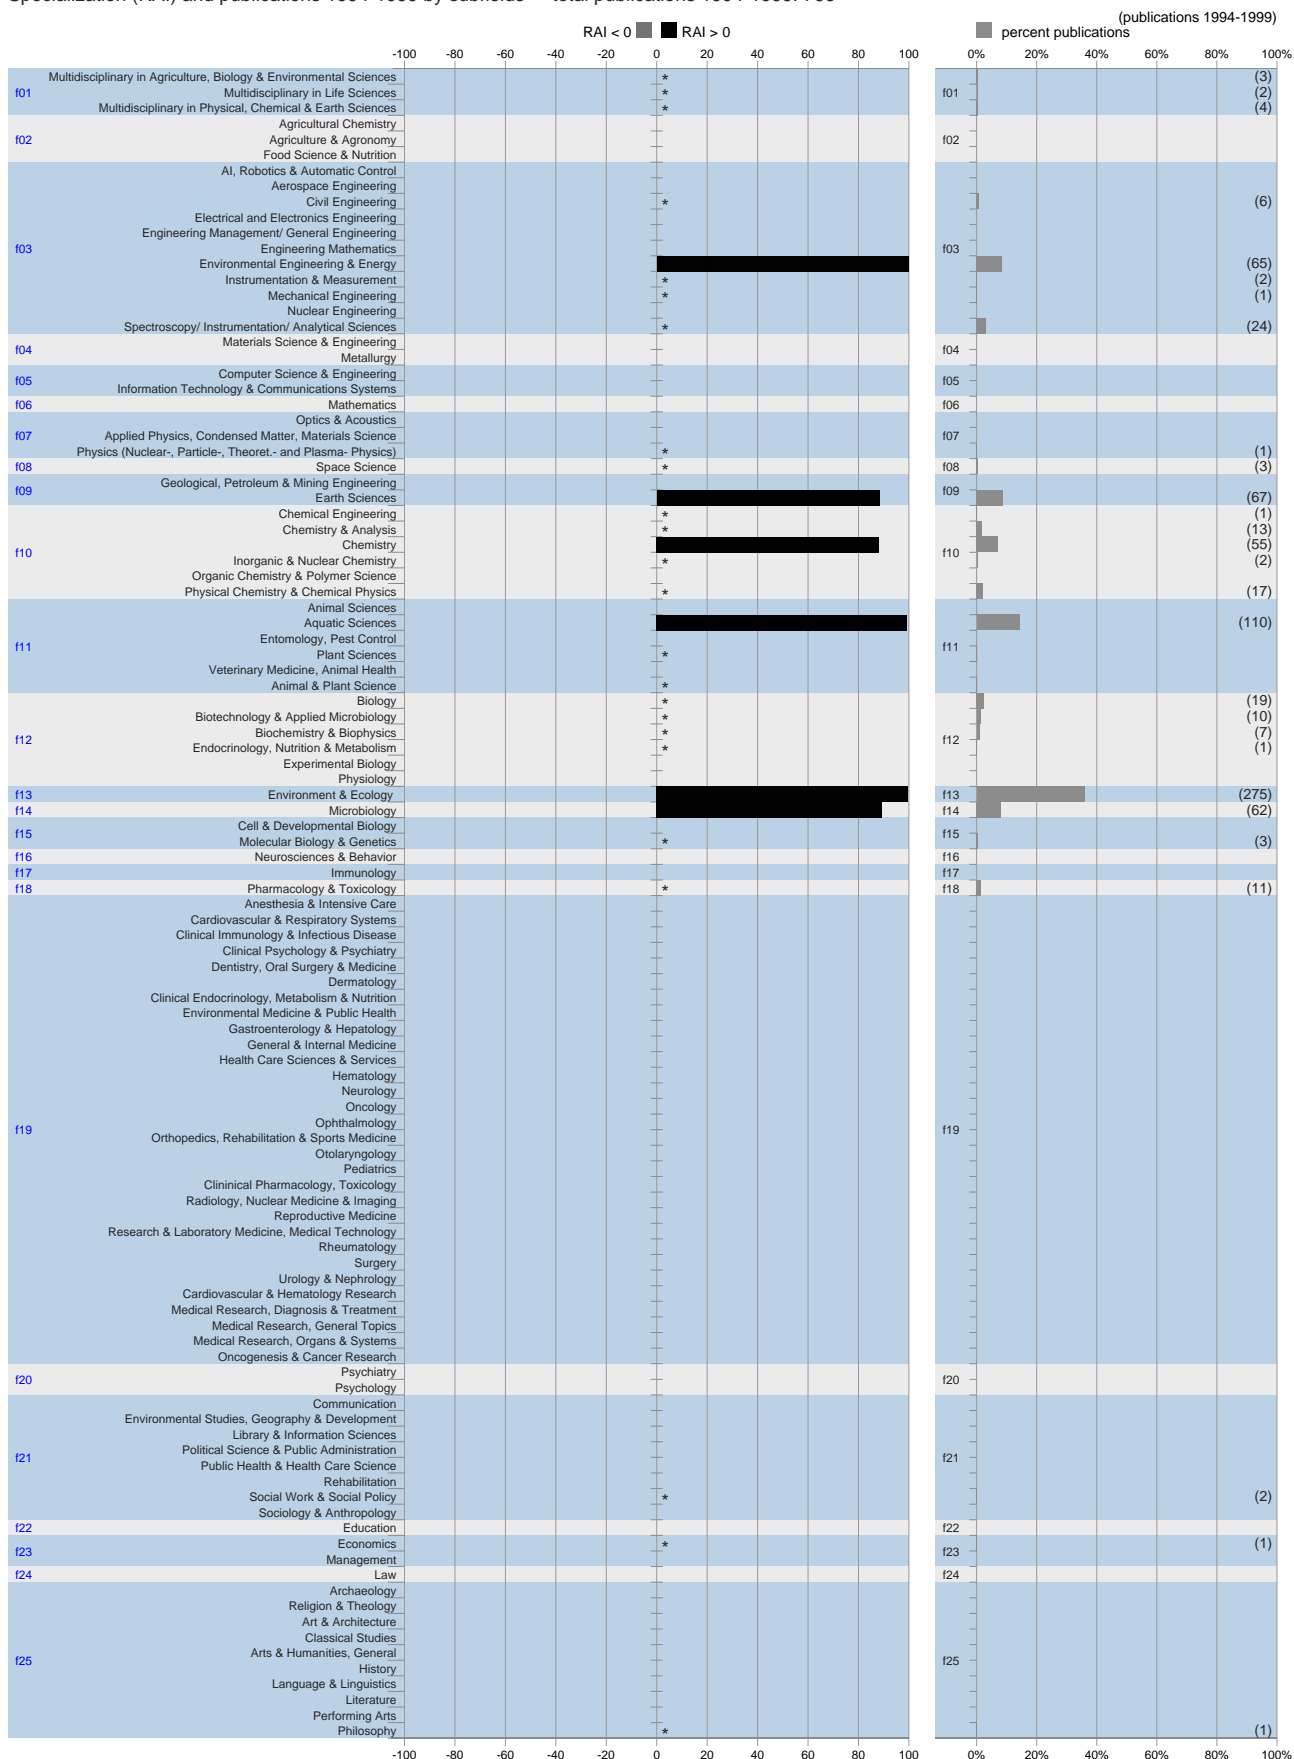 (publications 1994-1999)
RAI < 0 RAI > 0 percent publications
-100 -80 -60 -40 -20 0 20 40 60 80 100 0% 20% 40% 60% 80% 100%
Multidisciplinary in Agriculture, Biology & Environmental Sciences * (3)
f01 Multidisciplinary in Life Sciences * f01 (2)
Multidisciplinary in Physical, Chemical & Earth Sciences * (4)
Agricultural Chemistry
f02 Agriculture & Agronomy f02
Food Science & Nutrition
AI, Robotics & Automatic Control
Aerospace Engineering
Civil Engineering * (6)
Electrical and Electronics Engineering
Engineering Management/ General Engineering
f03 Engineering Mathematics f03
Environmental Engineering & Energy (65)
Instrumentation & Measurement * (2)
Mechanical Engineering * (1)
Nuclear Engineering
Spectroscopy/ Instrumentation/ Analytical Sciences * (24)
Materials Science & Engineering
f04 f04
Metallurgy
Computer Science & Engineering
f05 f05
Information Technology & Communications Systems
f06 Mathematics f06
Optics & Acoustics
f07 Applied Physics, Condensed Matter, Materials Science f07
Physics (Nuclear-, Particle-, Theoret.- and Plasma- Physics) * (1)
f08 Space Science * f08 (3)
Geological, Petroleum & Mining Engineering
f09 f09
Earth Sciences (67)
Chemical Engineering * (1)
Chemistry & Analysis * (13)
Chemistry (55)
f10 f10
Inorganic & Nuclear Chemistry * (2)
Organic Chemistry & Polymer Science
Physical Chemistry & Chemical Physics * (17)
Animal Sciences
Aquatic Sciences (110)
Entomology, Pest Control
f11 f11
Plant Sciences *
Veterinary Medicine, Animal Health
Animal & Plant Science *
Biology * (19)
Biotechnology & Applied Microbiology * (10)
Biochemistry & Biophysics * (7)
f12 f12
Endocrinology, Nutrition & Metabolism * (1)
Experimental Biology
Physiology
f13 Environment & Ecology f13 (275)
f14 Microbiology f14 (62)
Cell & Developmental Biology
f15 f15
Molecular Biology & Genetics * (3)
f16 Neurosciences & Behavior f16
f17 Immunology f17
f18 Pharmacology & Toxicology * f18 (11)
Anesthesia & Intensive Care
Cardiovascular & Respiratory Systems
Clinical Immunology & Infectious Disease
Clinical Psychology & Psychiatry
Dentistry, Oral Surgery & Medicine
Dermatology
Clinical Endocrinology, Metabolism & Nutrition
Environmental Medicine & Public Health
Gastroenterology & Hepatology
General & Internal Medicine
Health Care Sciences & Services
Hematology
Neurology
Oncology
Ophthalmology
f19 f19
Orthopedics, Rehabilitation & Sports Medicine
Otolaryngology
Pediatrics
Clininical Pharmacology, Toxicology
Radiology, Nuclear Medicine & Imaging
Reproductive Medicine
Research & Laboratory Medicine, Medical Technology
Rheumatology
Surgery
Urology & Nephrology
Cardiovascular & Hematology Research
Medical Research, Diagnosis & Treatment
Medical Research, General Topics
Medical Research, Organs & Systems
Oncogenesis & Cancer Research
Psychiatry
f20 f20
Psychology
Communication
Environmental Studies, Geography & Development
Library & Information Sciences
Political Science & Public Administration
f21 f21
Public Health & Health Care Science
Rehabilitation
Social Work & Social Policy * (2)
Sociology & Anthropology
f22 Education f22
Economics * (1)
f23 f23
Management
f24 Law f24
Archaeology
Religion & Theology
Art & Architecture
Classical Studies
Arts & Humanities, General
f25 f25
History
Language & Linguistics
Literature
Performing Arts
Philosophy * (1)
-100 -80 -60 -40 -20 0 20 40 60 80 100 0% 20% 40% 60% 80% 100%